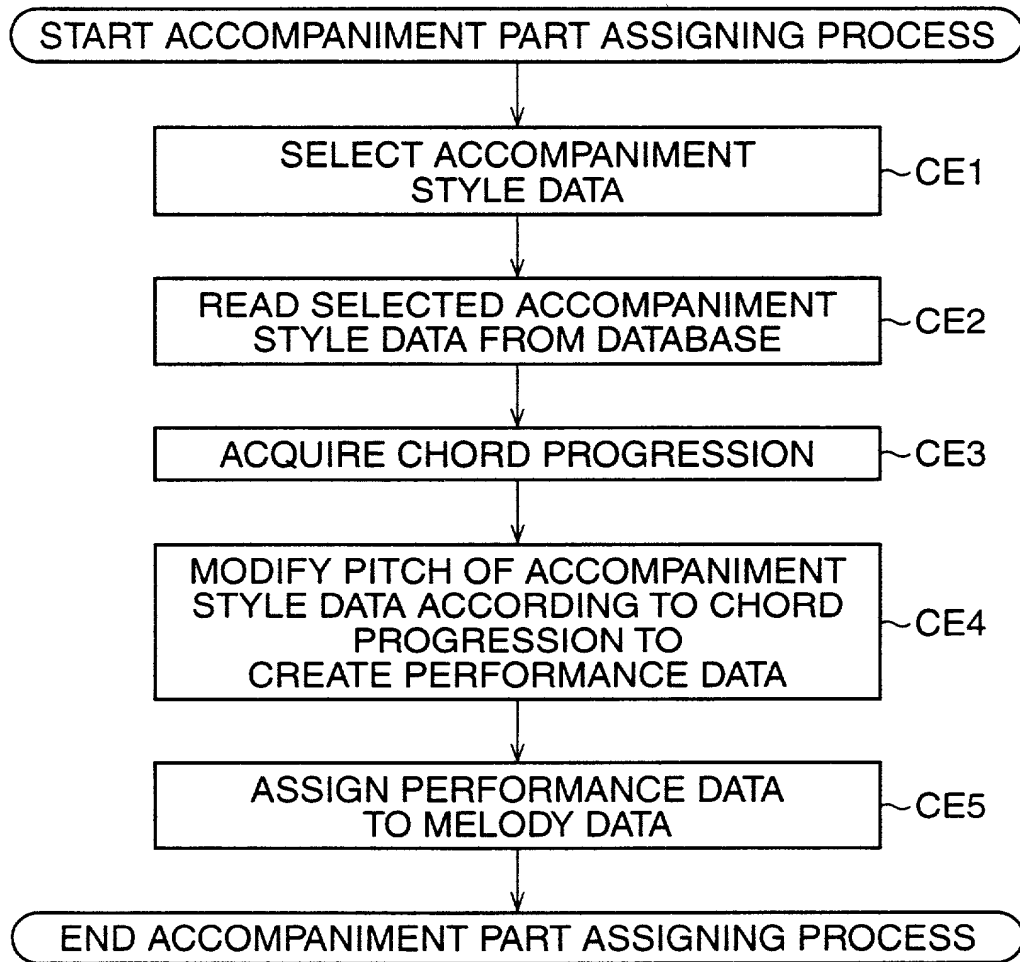 START ACCOMPANIMENT PART ASSIGNING PROCESS
SELECT ACCOMPANIMENT
STYLE DATA
CE1
READ SELECTED ACCOMPANIMENT
STYLE DATA FROM DATABASE
CE2
ACQUIRE CHORD PROGRESSION
CE3
MODIFY PITCH OF ACCOMPANIMENT
STYLE DATA ACCORDING TO CHORD
PROGRESSION TO
CREATE PERFORMANCE DATA
CE4
ASSIGN PERFORMANCE DATA
TO MELODY DATA
CE5
END ACCOMPANIMENT PART ASSIGNING PROCESS